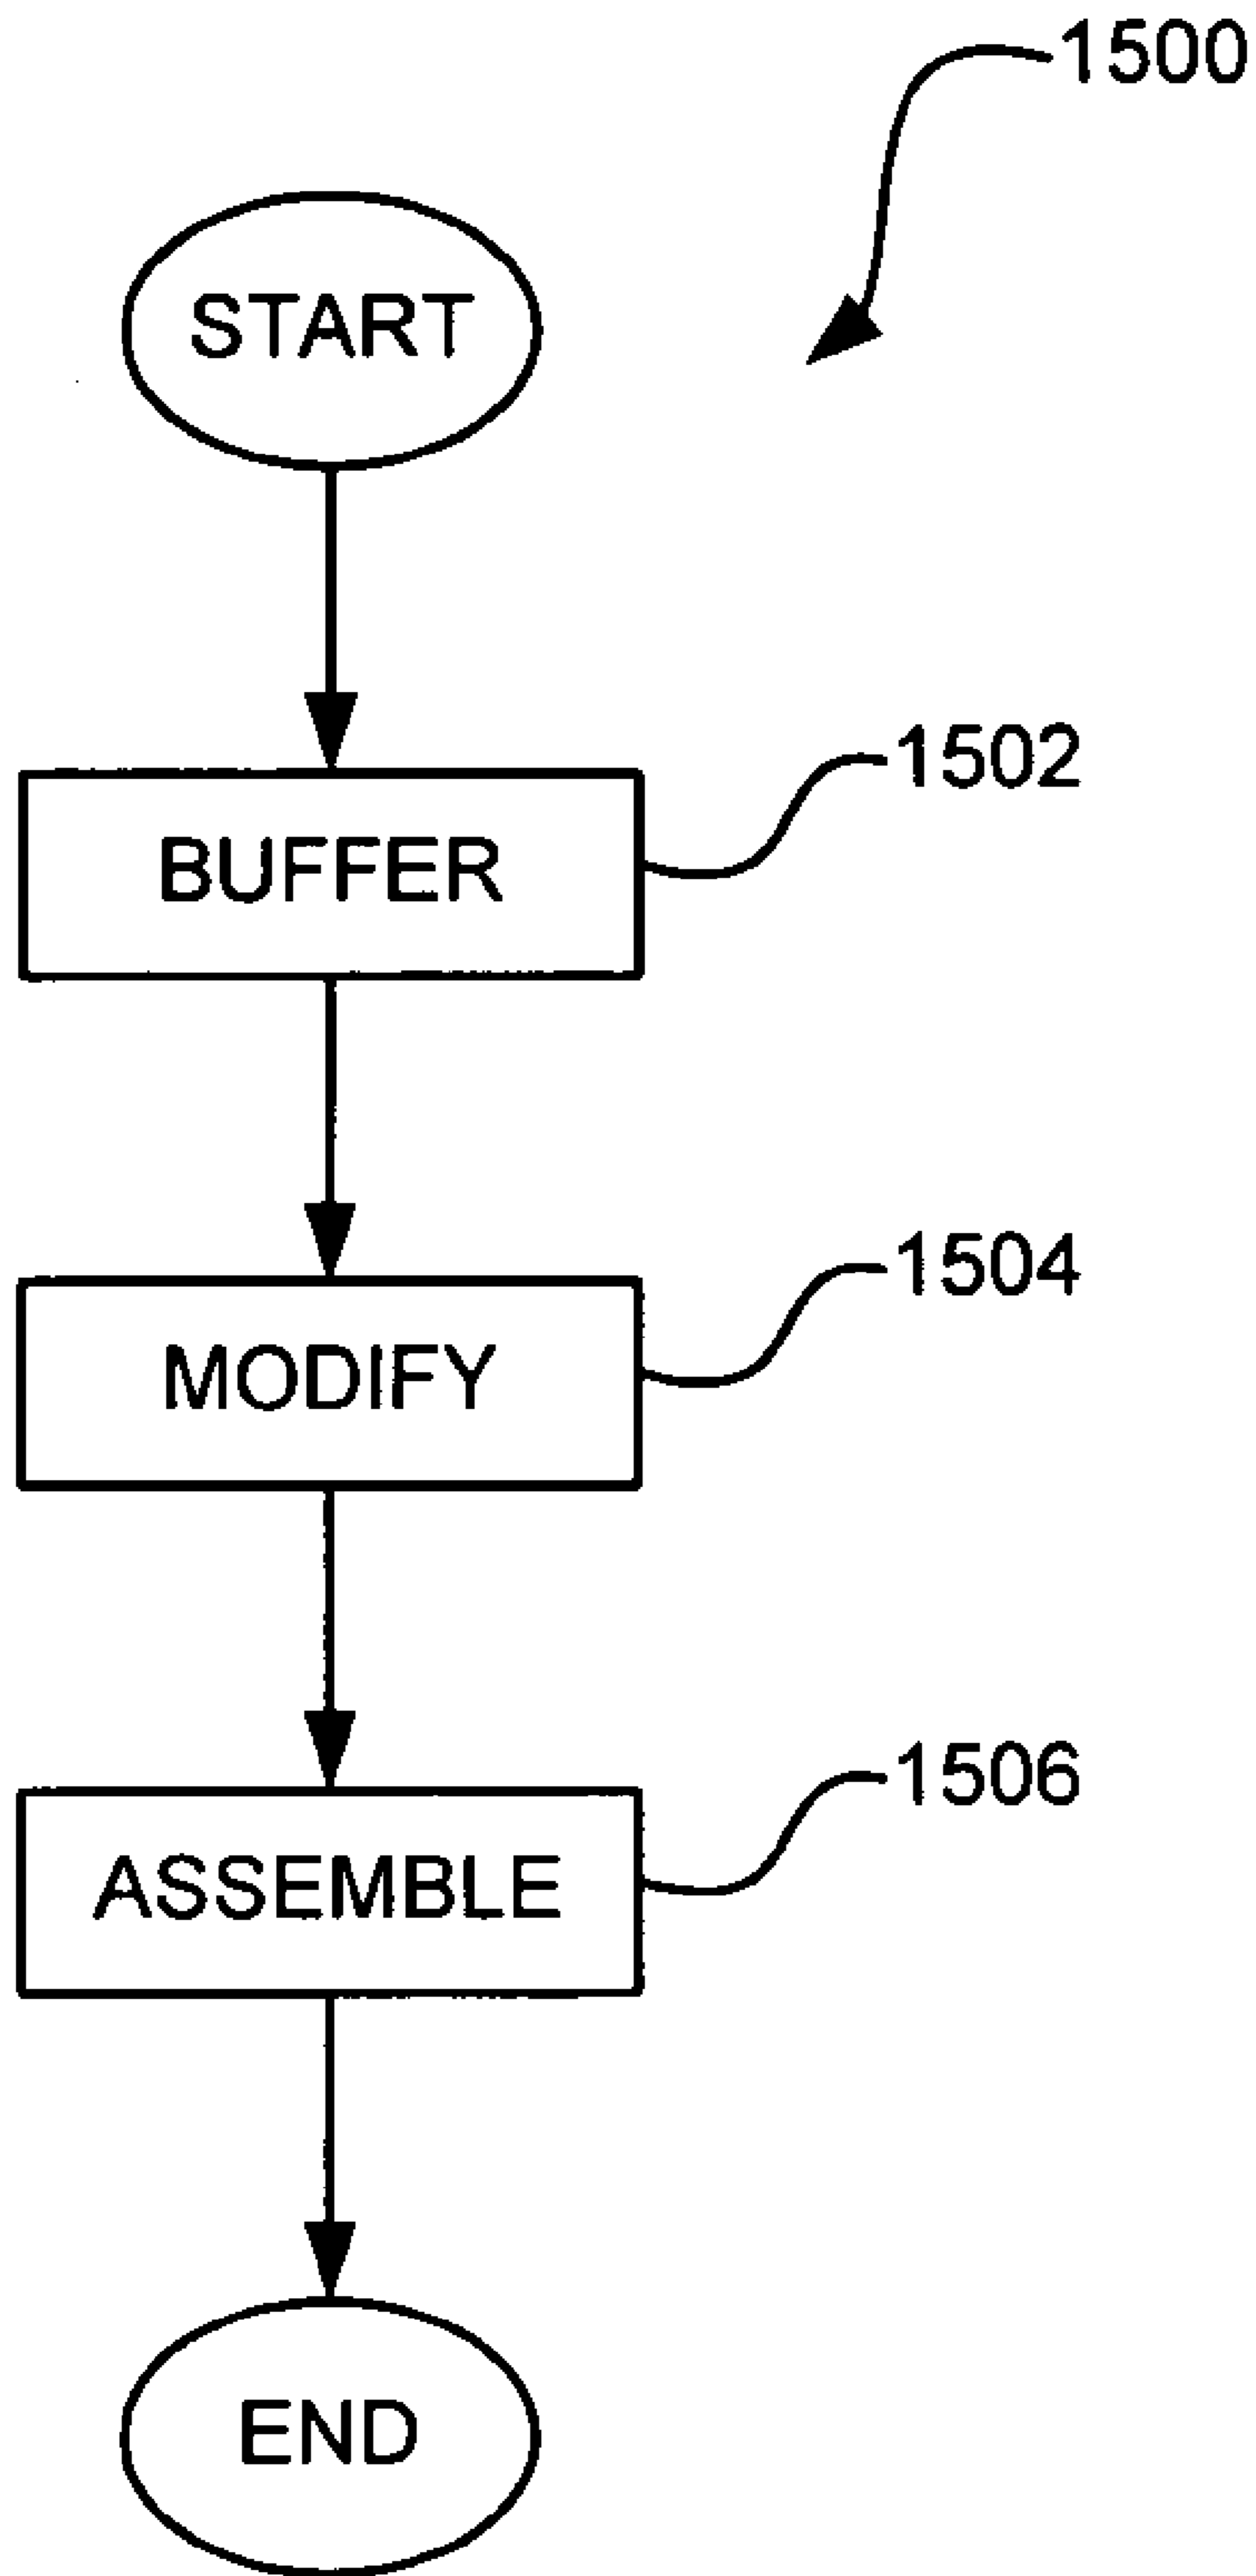 1500
START
1502
BUFFER
1504
MODIFY
1506
ASSEMBLE
END